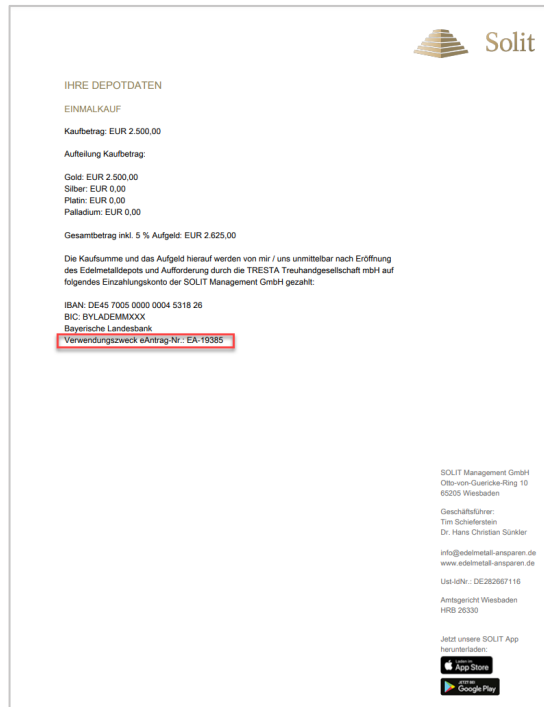 Solit
IHRE DEPOTDATEN
EINMALKAUF
Kaufbetrag: EUR 2.500,00
Aufteilung Kaufbetrag:
Gold: EUR 2.500,00
Silber: EUR 0,00
Platin: EUR 0,00
Palladium: EUR 0,00
Gesamtbetrag inkl. 5 % Aufgeld: EUR 2.625,00
Die Kaufsumme und das Aufgeld hierauf werden von mir / uns unmittelbar nach Eröffnung
des Edelmetalldepots und Aufforderung durch die TRESTA Treuhandgesellschaft mbH auf
folgendes Einzahlungskonto der SOLIT Management GmbH gezahlt:
IBAN: DE45 7005 0000 0004 5318 26
BIC: BYLADEMMXXX
Bayerische Landesbank
Verwendungszweck eAntrag-Nr.: EA-19385
SOLIT Management GmbH
Otto-von-Guericke-Ring 10
65205 Wiesbaden
Geschäftsführer:
Tim Schieferstein
Dr. Hans Christian Sünkler
info@edelmetall-ansparen.de
www.edelmetall-ansparen.de
Ust-IdNr.: DE282667116
Amtsgericht Wiesbaden
HRB 26330
Jetzt unsere SOLIT App
herunterladen:
Laden im
App Store
JETZT BEI
Google Play